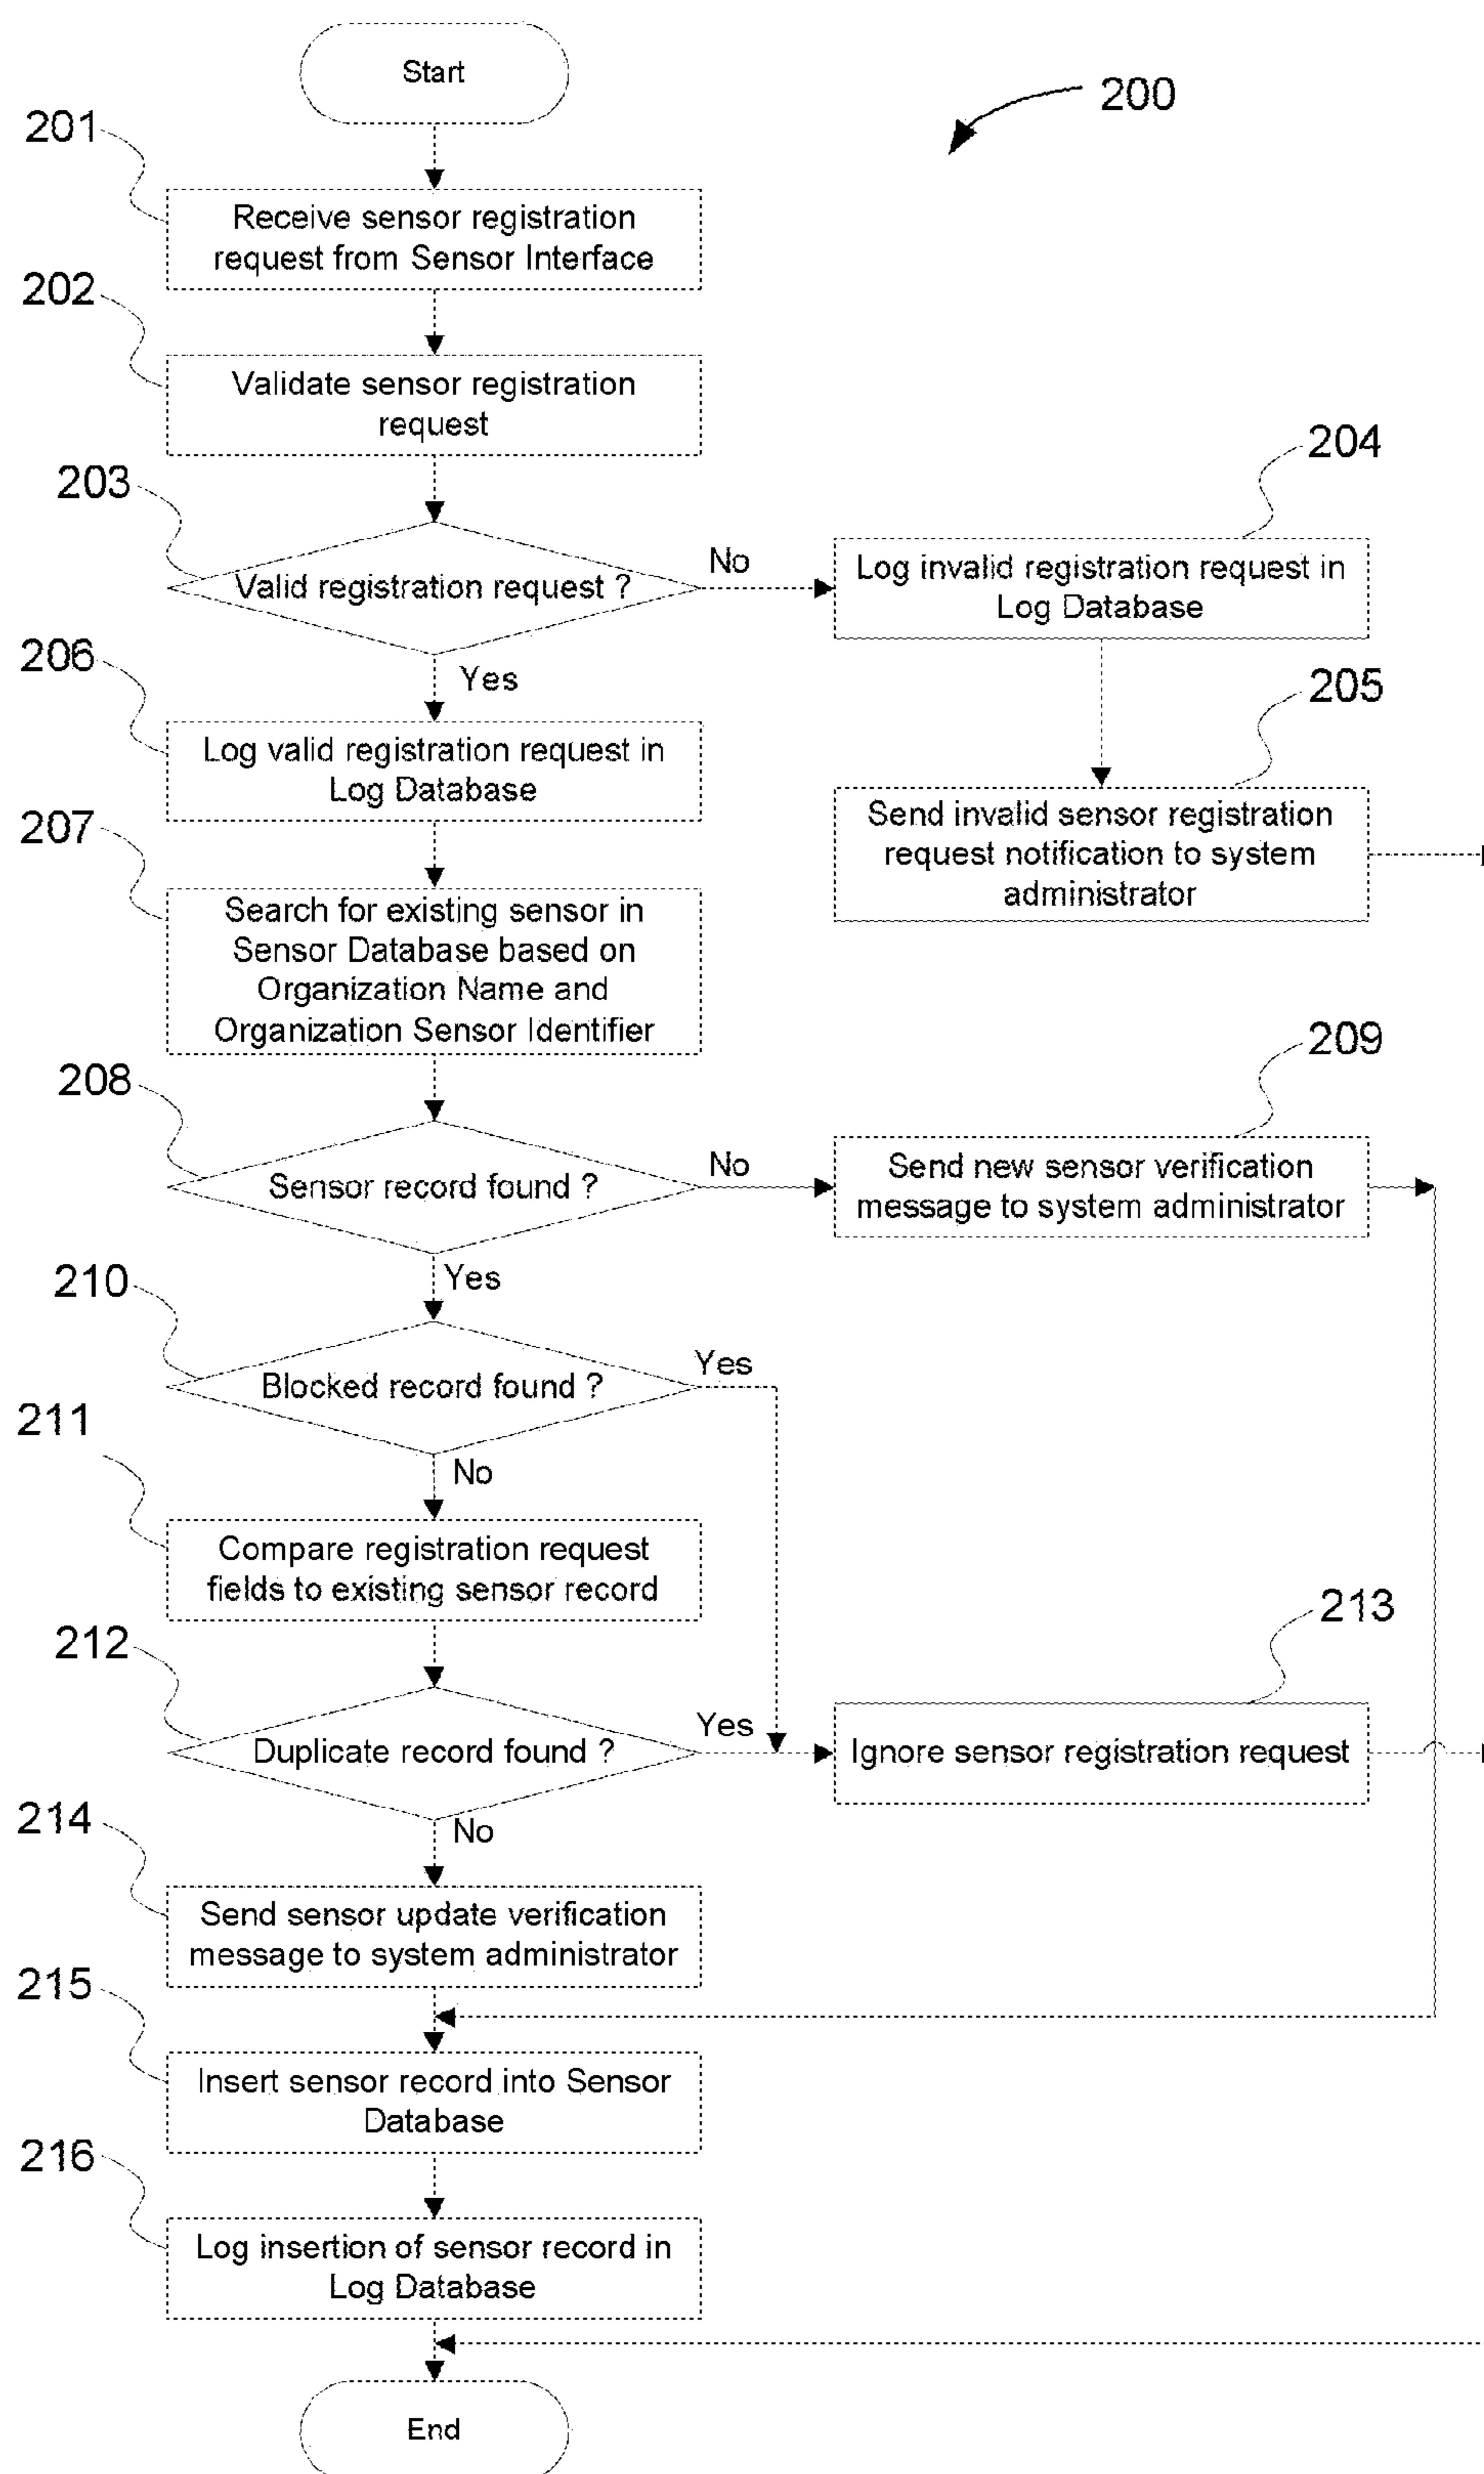 Start
200
201
Receive sensor registration
request from Sensor Interface
202
Validate sensor registration
request
203
Valid registration request ?
No
Yes
204
Log invalid registration request in
Log Database
205
Send invalid sensor registration
request notification to system
administrator
206
Log valid registration request in
Log Database
207
Search for existing sensor in
Sensor Database based on
Organization Name and
Organization Sensor Identifier
208
Sensor record found ?
No
Yes
209
Send new sensor verification
message to system administrator
210
Blocked record found ?
Yes
No
211
Compare registration request
fields to existing sensor record
212
Duplicate record found ?
Yes
No
213
Ignore sensor registration request
214
Send sensor update verification
message to system administrator
215
Insert sensor record into Sensor
Database
216
Log insertion of sensor record in
Log Database
End